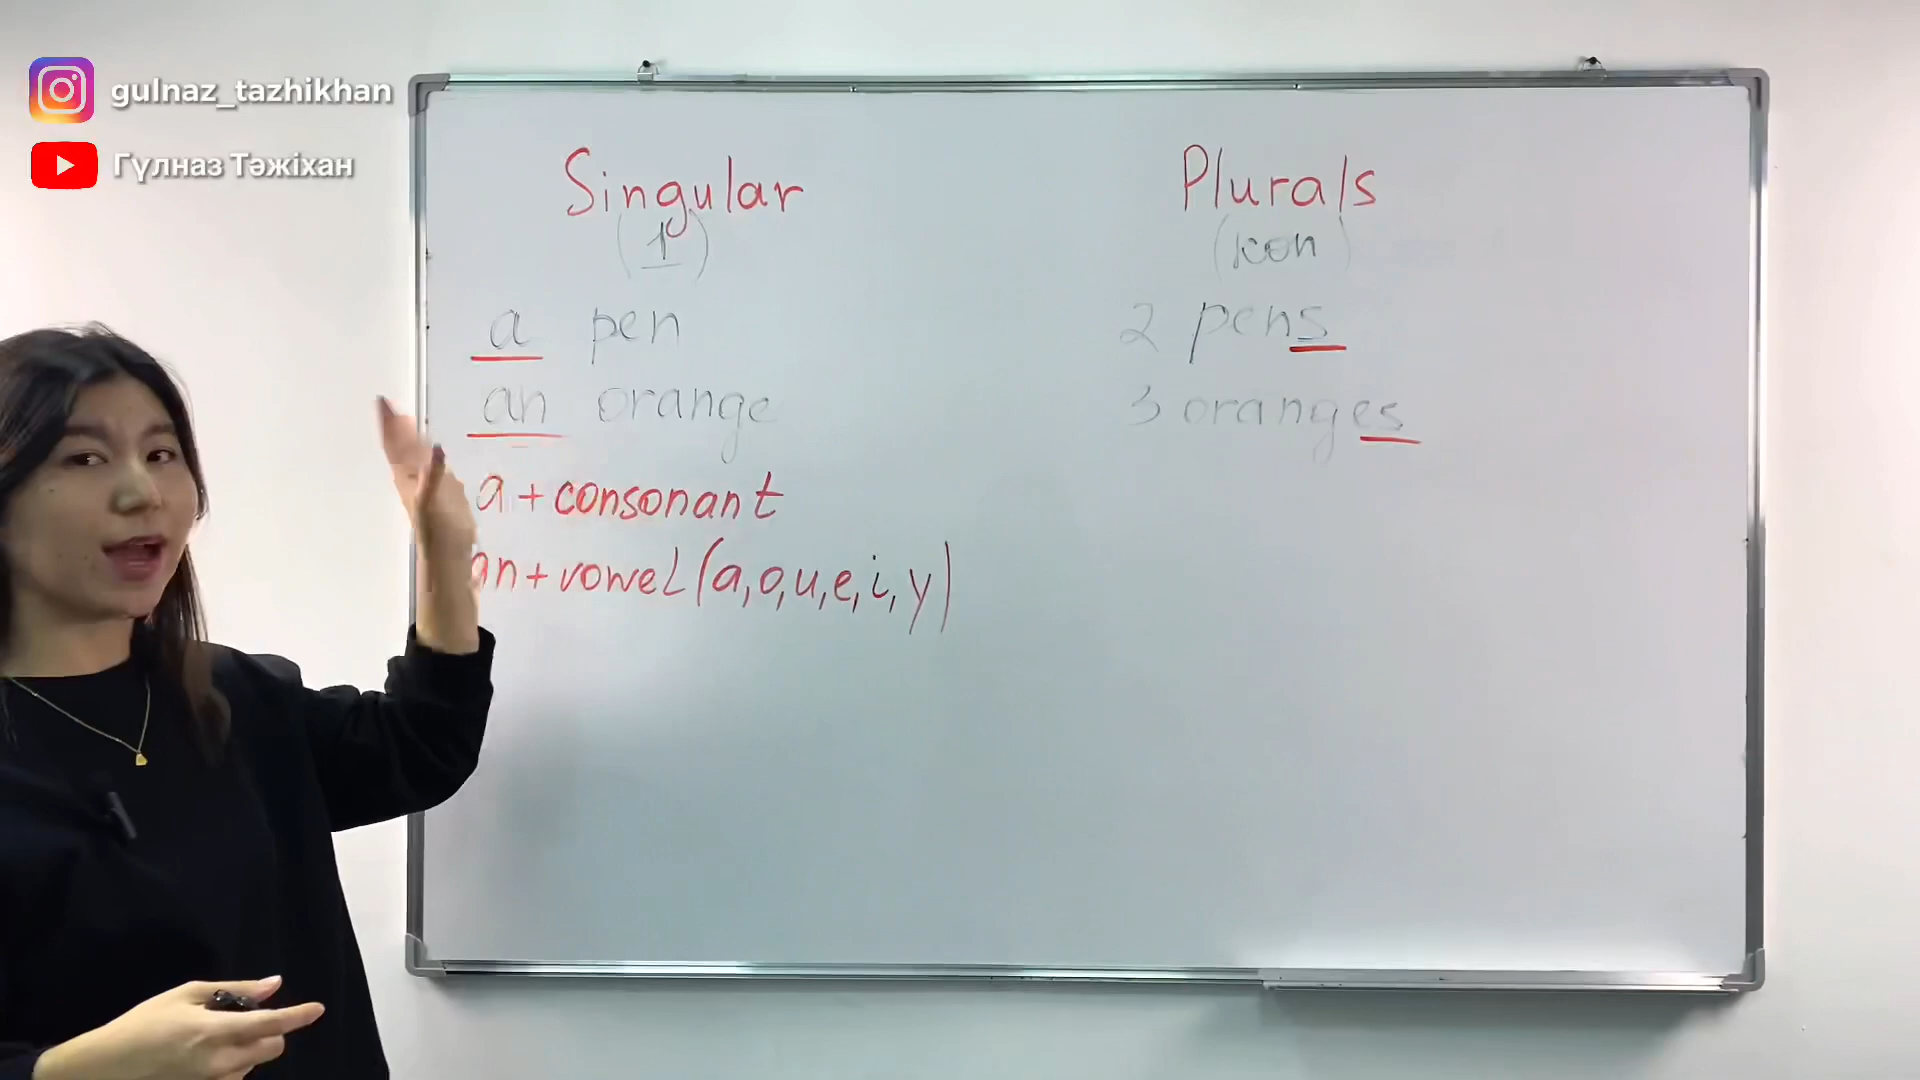 gulnaz_tazhikhan
Гүлназ Тәжіхан
Singular
(1)
a pen
an orange
a + consonant
an + vowel (a, o, u, e, i, y)
Plurals
(көп)
2 pens
3 oranges